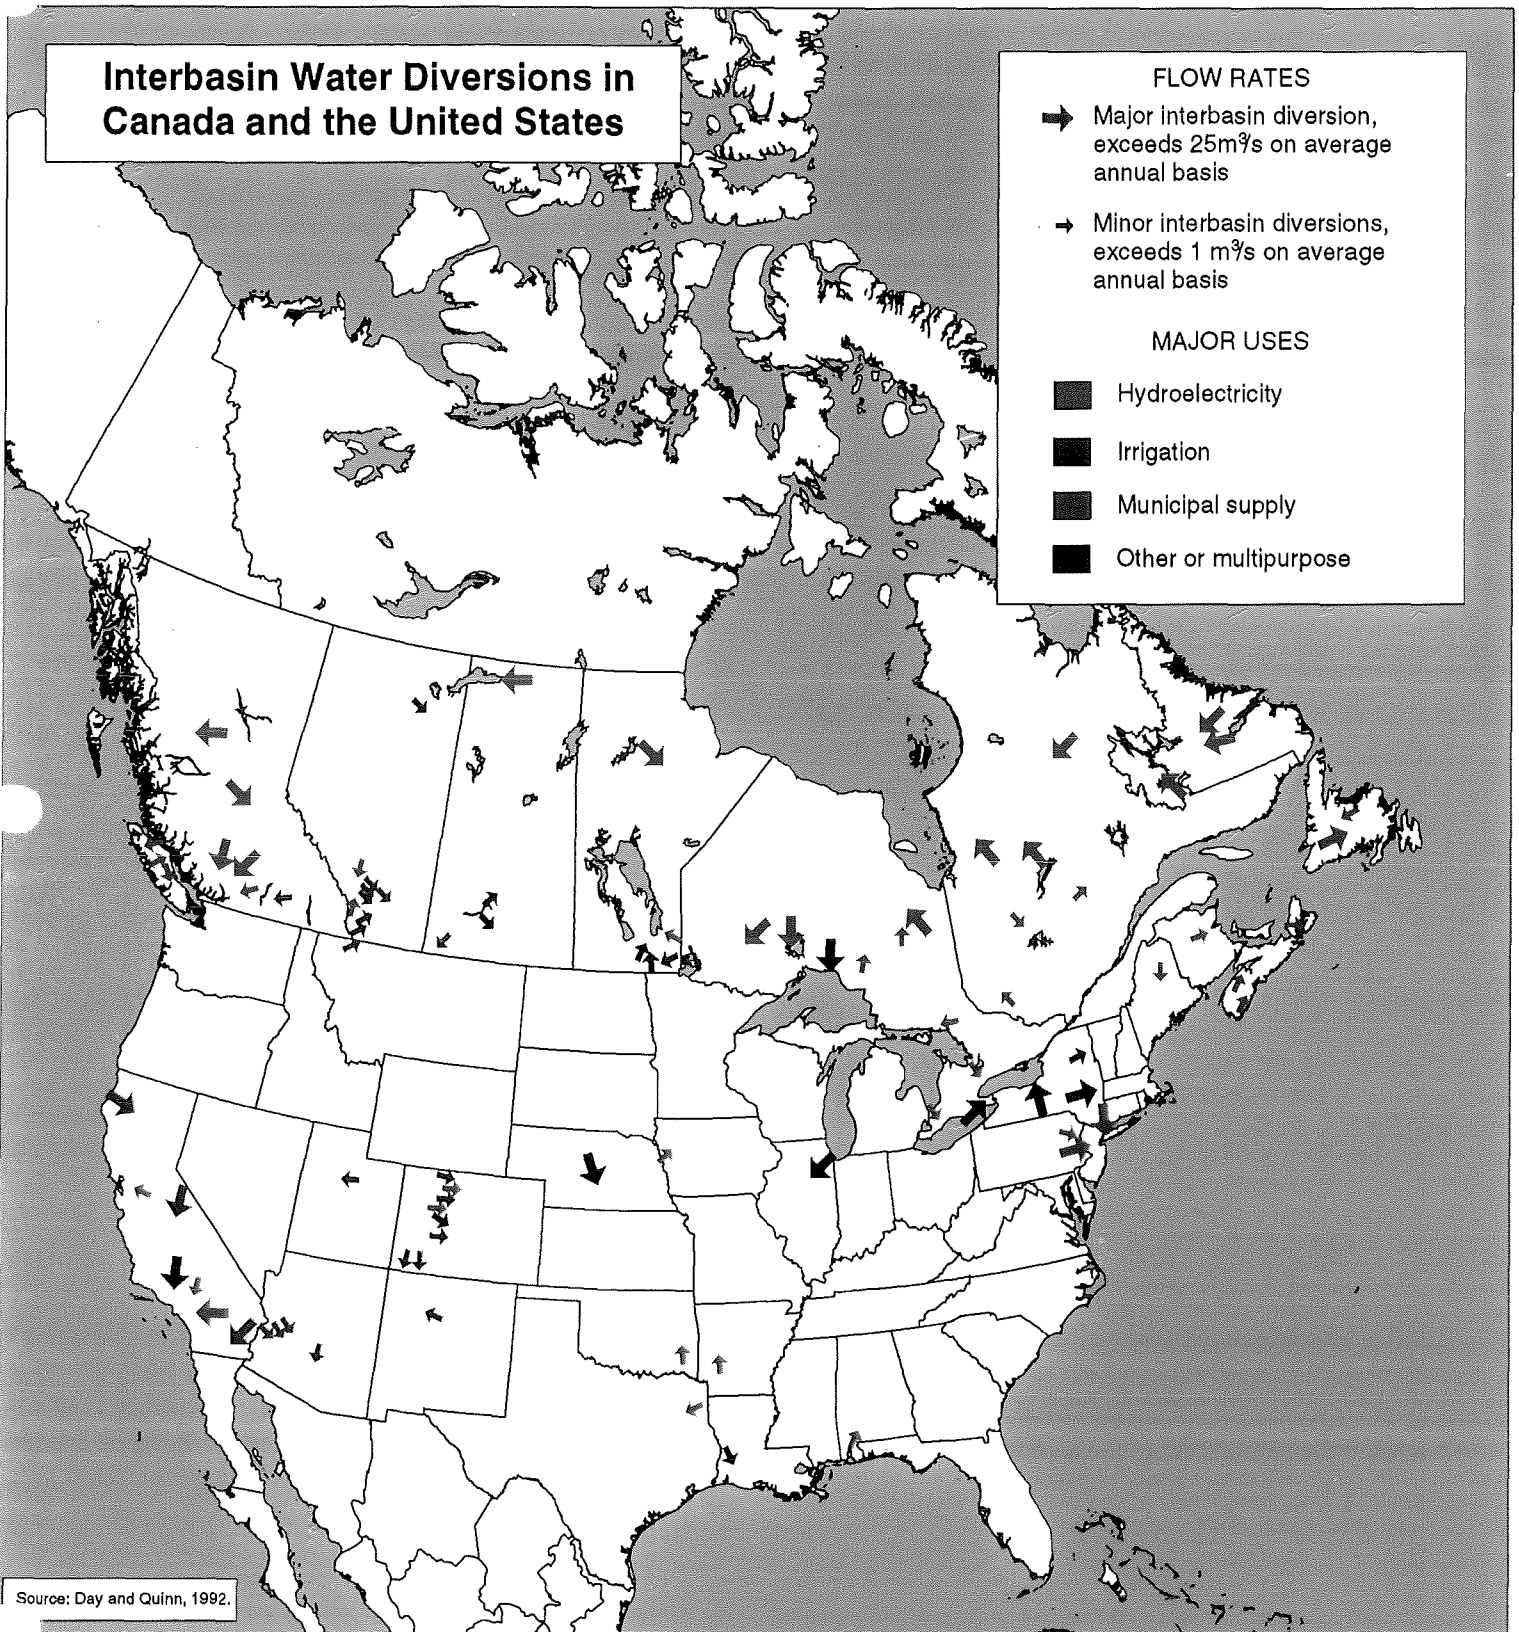 Interbasin Water Diversions in
Canada and the United States
FLOW RATES
Major interbasin diversion,
exceeds 25m³/s on average
annual basis
Minor interbasin diversions,
exceeds 1 m³/s on average
annual basis
MAJOR USES
Hydroelectricity
Irrigation
Municipal supply
Other or multipurpose
Source: Day and Quinn, 1992.